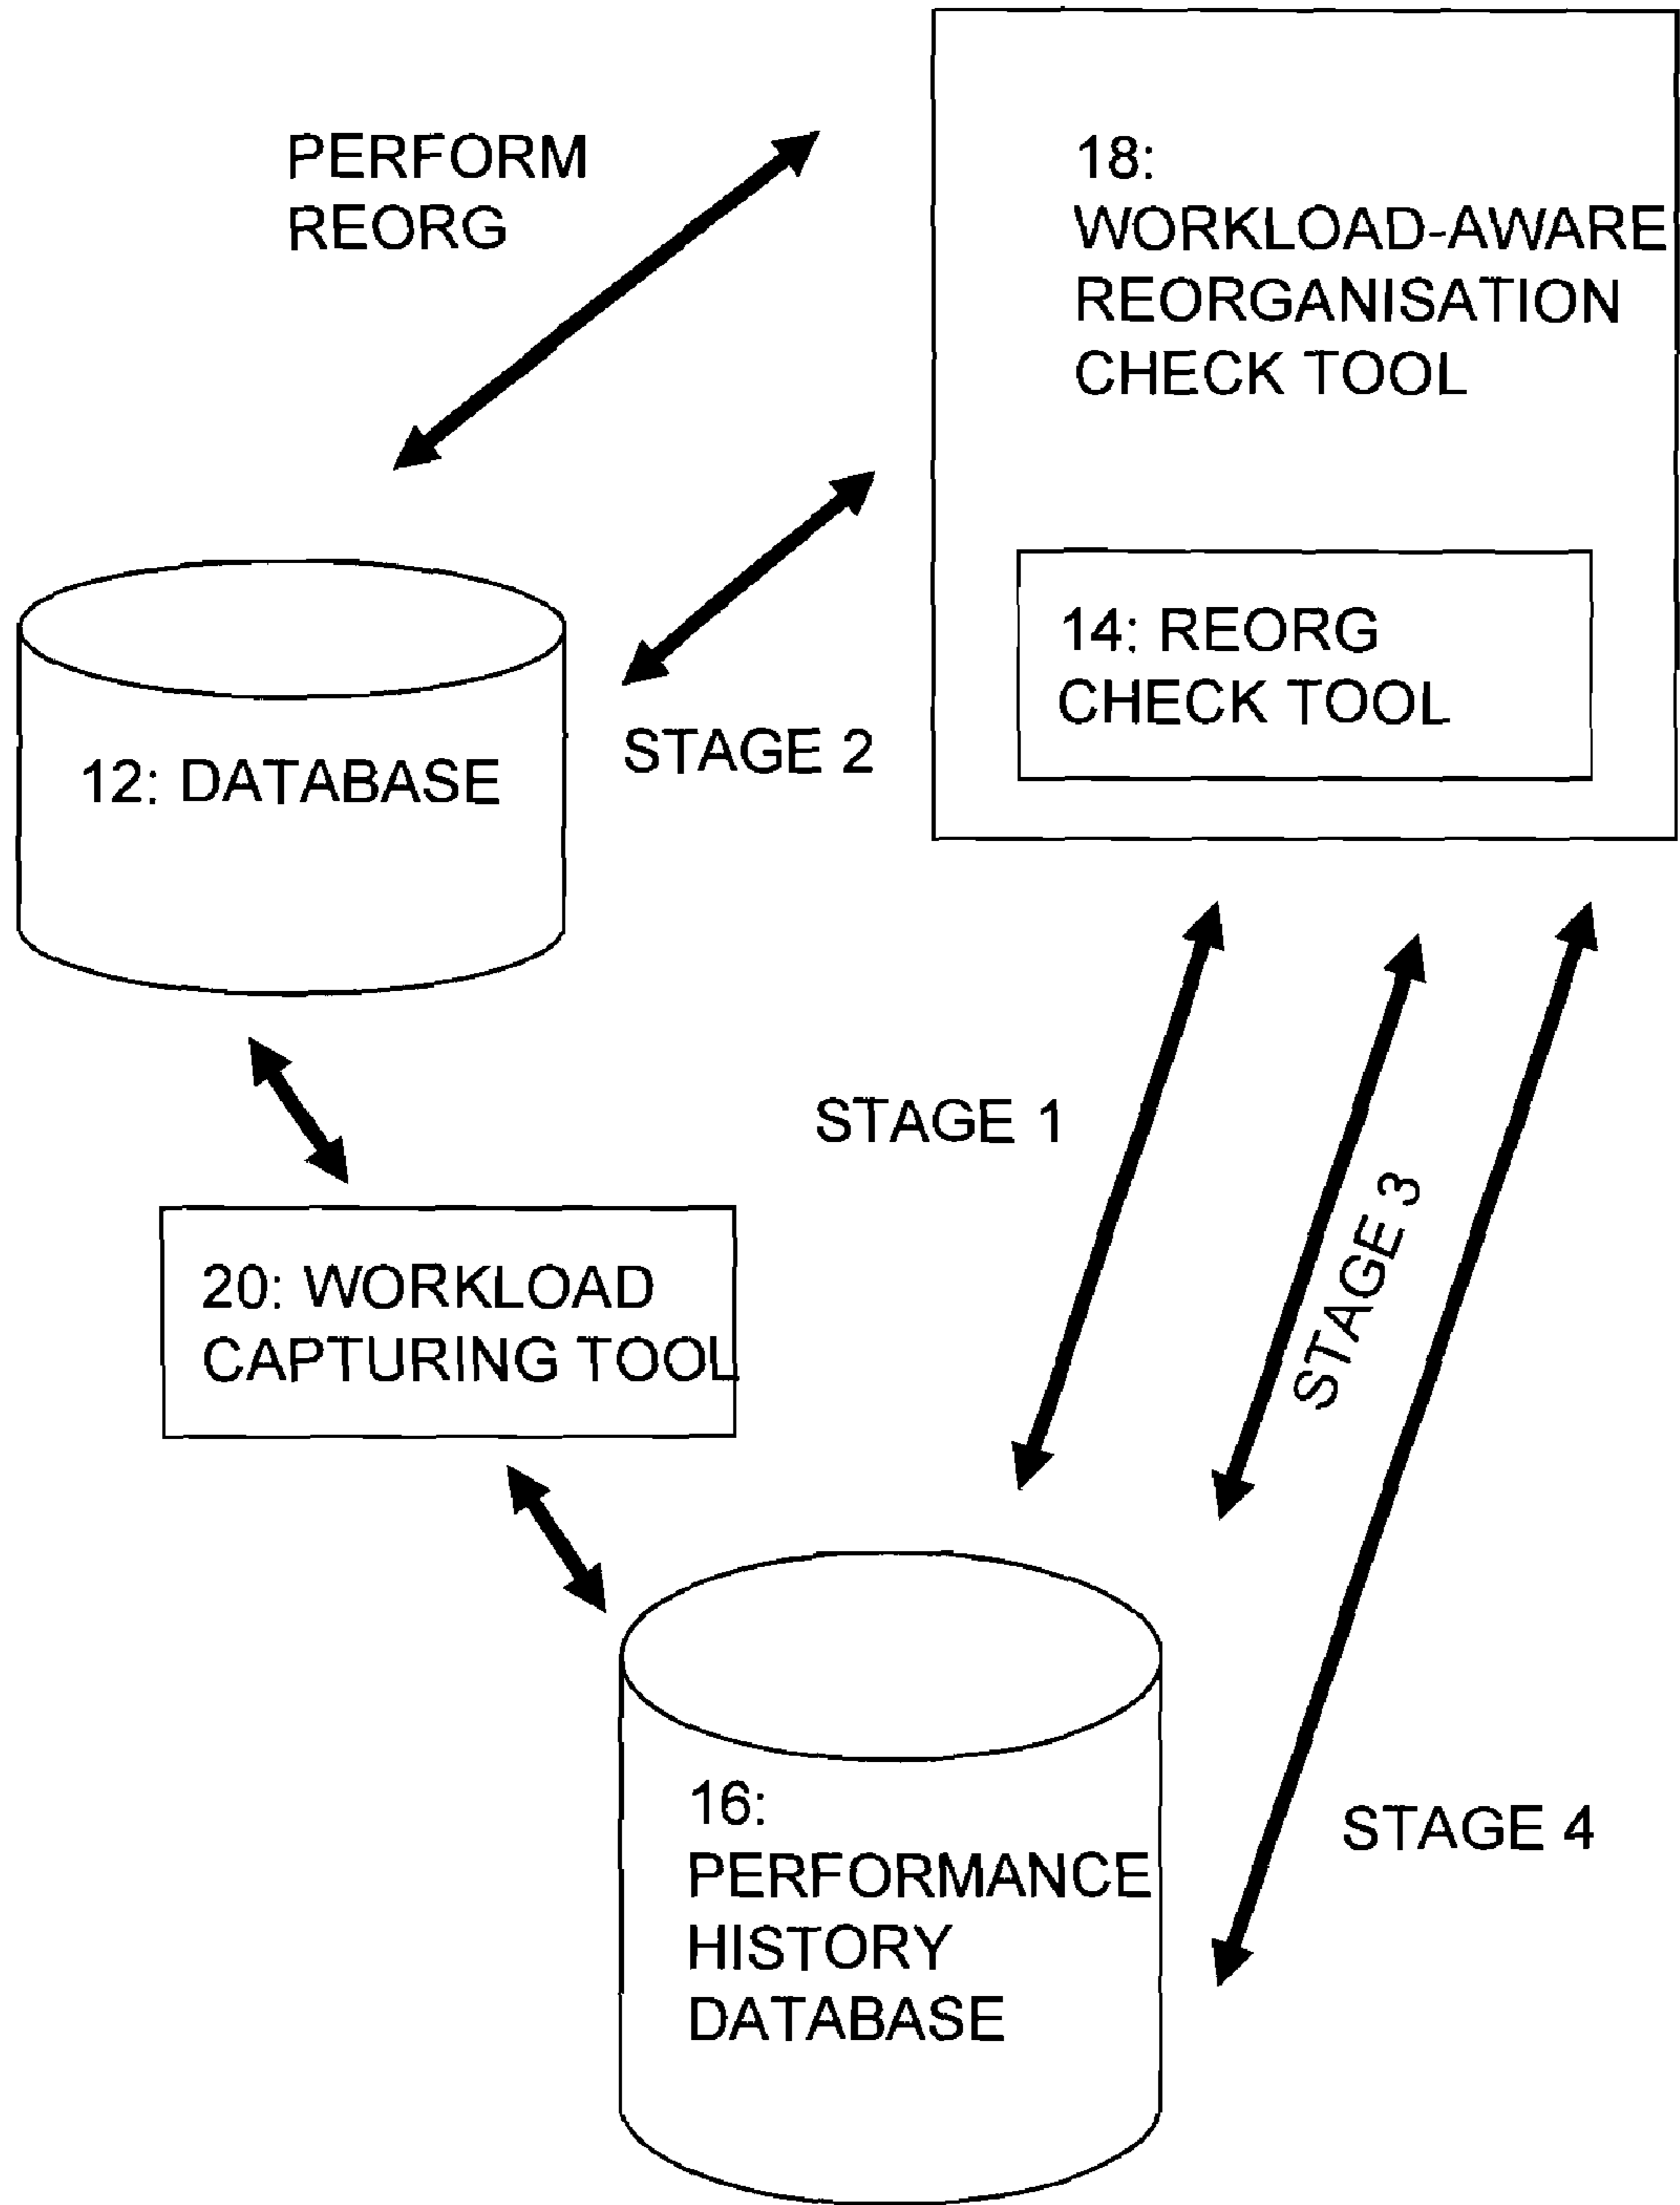 PERFORM
REORG
18:
WORKLOAD-AWARE
REORGANISATION
CHECK TOOL
14: REORG
CHECK TOOL
STAGE 2
12: DATABASE
STAGE 1
STAGE 3
20: WORKLOAD
CAPTURING TOOL
16:
PERFORMANCE
HISTORY
DATABASE
STAGE 4